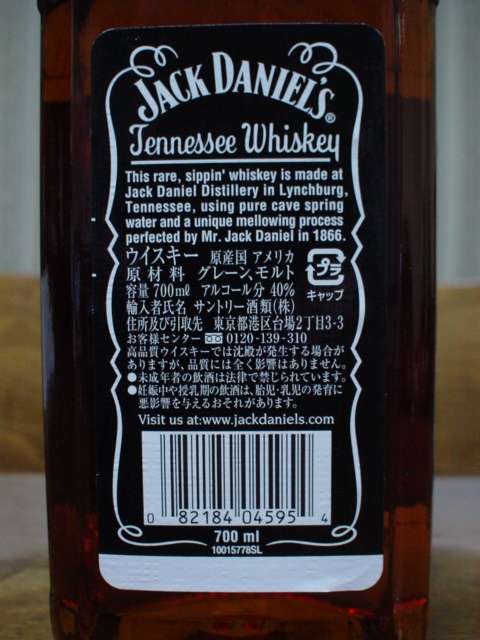 JACK DANIEL'S®
Tennessee Whiskey
This rare, sippin' whiskey is made at
Jack Daniel Distillery in Lynchburg,
Tennessee, using pure cave spring
water and a unique mellowing process
perfected by Mr. Jack Daniel in 1866.
ウイスキー 原産国 アメリカ
原材料 グレーン、モルト
プラ
容量 700mℓ アルコール分 40% キャップ
輸入者氏名 サントリー酒類(株)
住所及び引取先 東京都港区台場2丁目3-3
お客様センター 0120-139-310
高品質ウイスキーでは沈殿が発生する場合が
ありますが、品質には全く影響はありません。
●未成年者の飲酒は法律で禁じられています。
●妊娠中や授乳期の飲酒は、胎児・乳児の発育に
悪影響を与えるおそれがあります。
Visit us at:www.jackdaniels.com
0 82184 04595 4
700 ml
10015778SL